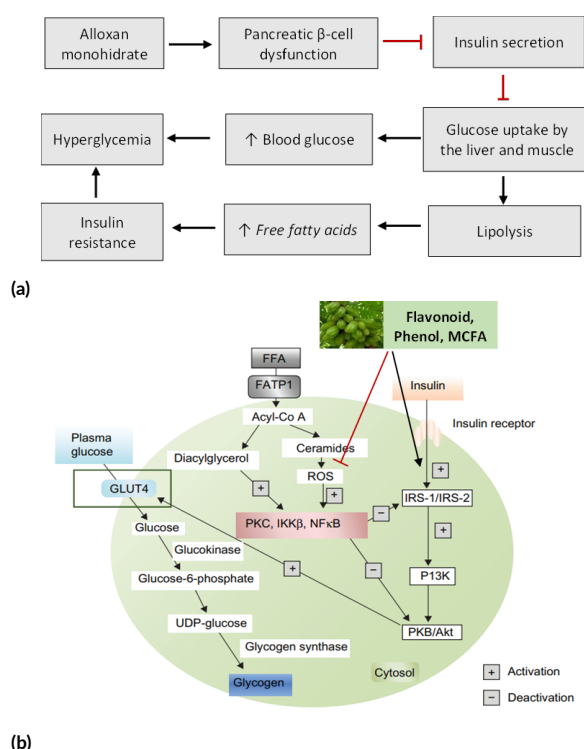 Alloxan
monohidrate
Pancreatic β-cell
dysfunction
Insulin secretion
Hyperglycemia
↑ Blood glucose
Glucose uptake by
the liver and muscle
Insulin
resistance
↑ Free fatty acids
Lipolysis
(a)
Flavonoid,
Phenol, MCFA
FFA
FATP1
Insulin
Acyl-Co A
Insulin receptor
Plasma
glucose
Ceramides
Diacylglycerol
+
ROS
+
GLUT4
+
IRS-1/IRS-2
PKC, IKKβ, NFκB
−
+
Glucose
Glucokinase
+
−
P13K
Glucose-6-phosphate
UDP-glucose
PKB/Akt
Glycogen synthase
Cytosol
+ Activation
Glycogen
− Deactivation
(b)